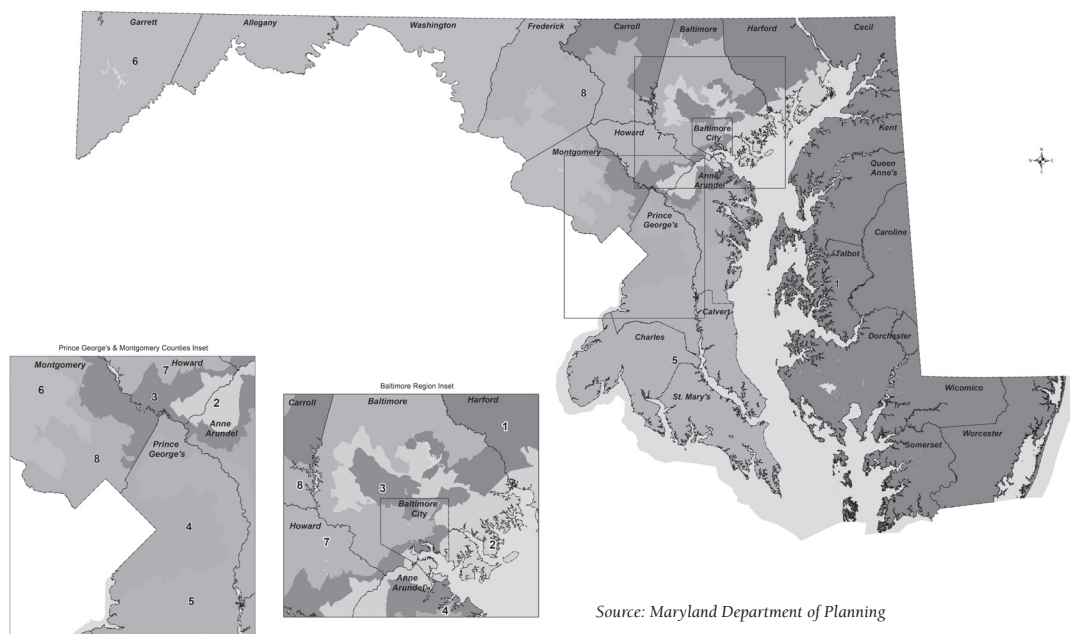 Garrett
Allegany
Washington
Frederick
Carroll
Baltimore
Harford
Cecil
6
8
Kent
Howard
7
Baltimore
City
Montgomery
Queen
Anne's
Anne
Arundel
3
4
Prince
George's
Caroline
Talbot
1
Calvert
Dorchester
Charles
5
St. Mary's
Wicomico
Worcester
Somerset
N
W
E
S
Prince George's & Montgomery Counties Inset
Montgomery
7
Howard
6
3
2
Anne
Arundel
Prince
George's
8
4
5
Baltimore Region Inset
Carroll
Baltimore
Harford
1
8
3
Baltimore
City
Howard
2
7
Anne
Arundel
4
Source: Maryland Department of Planning